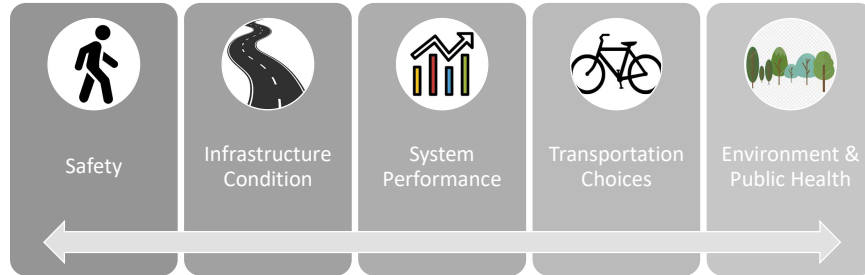 Safety
Infrastructure
Condition
System
Performance
Transportation
Choices
Environment &
Public Health